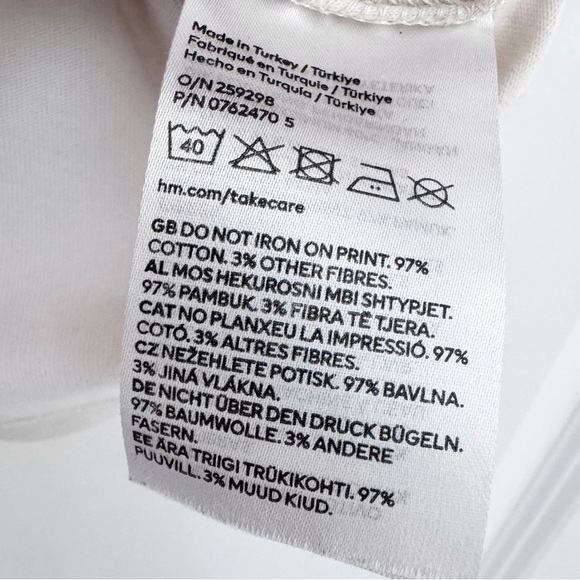 Made in Turkey / Türkiye
Fabriqué en Turquie / Türkiye
Hecho en Turquía / Türkiye
O/N 259298
P/N 0762470 5
40
hm.com/takecare
GB DO NOT IRON ON PRINT. 97%
COTTON. 3% OTHER FIBRES.
AL MOS HEKUROSNI MBI SHTYPJET.
97% PAMBUK. 3% FIBRA TË TJERA.
CAT NO PLANXEU LA IMPRESSIÓ. 97%
COTÓ. 3% ALTRES FIBRES.
CZ NEŽEHLETE POTISK. 97% BAVLNA.
3% JINÁ VLÁKNA.
DE NICHT ÜBER DEN DRUCK BÜGELN.
97% BAUMWOLLE. 3% ANDERE
FASERN.
EE ÄRA TRIIGI TRÜKIKOHTI. 97%
PUUVILL. 3% MUUD KIUD.